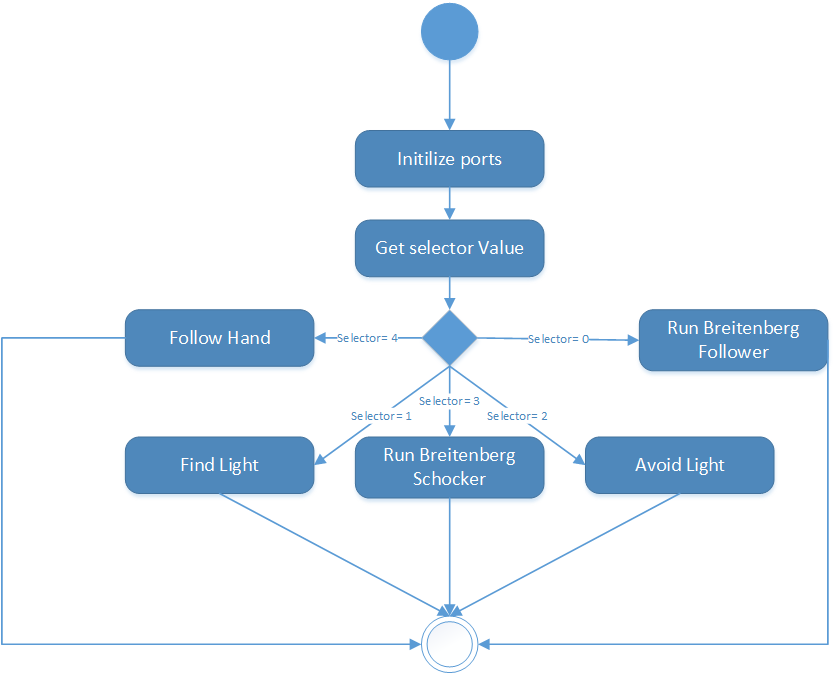 Initilize ports
Get selector Value
Follow Hand
Selector= 4
Selector= 0
Run Breitenberg
Follower
Selector= 3
Selector= 1
Selector= 2
Find Light
Run Breitenberg
Schocker
Avoid Light